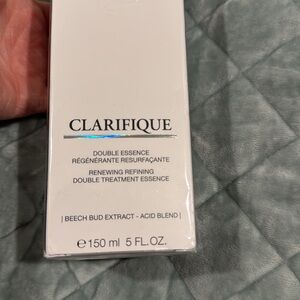 CLARIFIQUE
DOUBLE ESSENCE
RÉGÉNÉRANTE RESURFAÇANTE
RENEWING REFINING
DOUBLE TREATMENT ESSENCE
| BEECH BUD EXTRACT - ACID BLEND |
e 150 ml 5 FL.OZ.